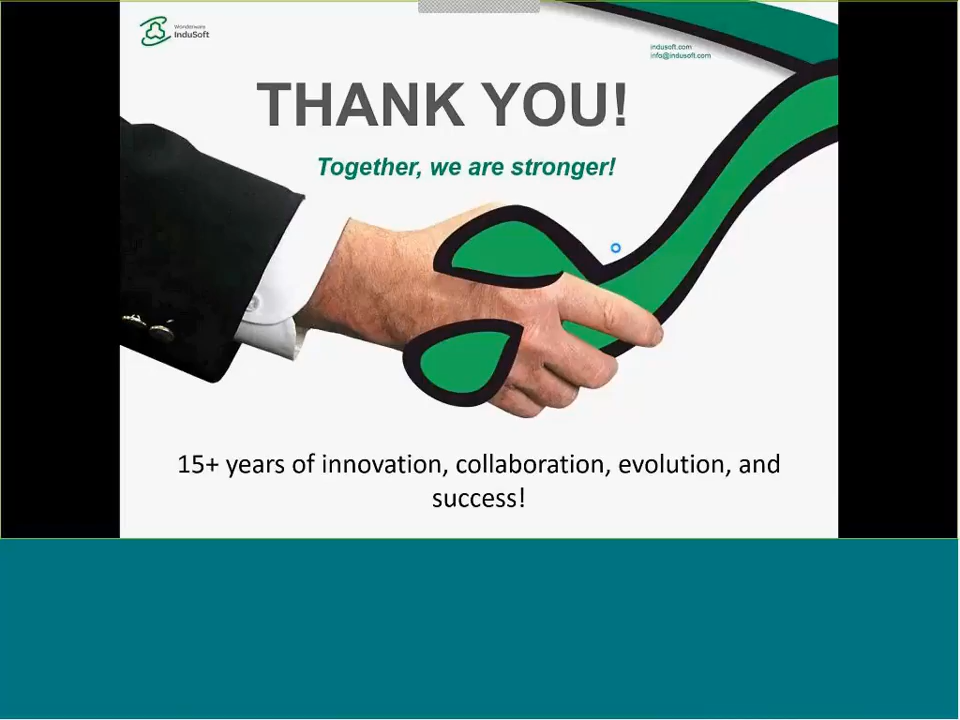 Wonderware
InduSoft
indusoft.com
info@indusoft.com
THANK YOU!
Together, we are stronger!
15+ years of innovation, collaboration, evolution, and
success!